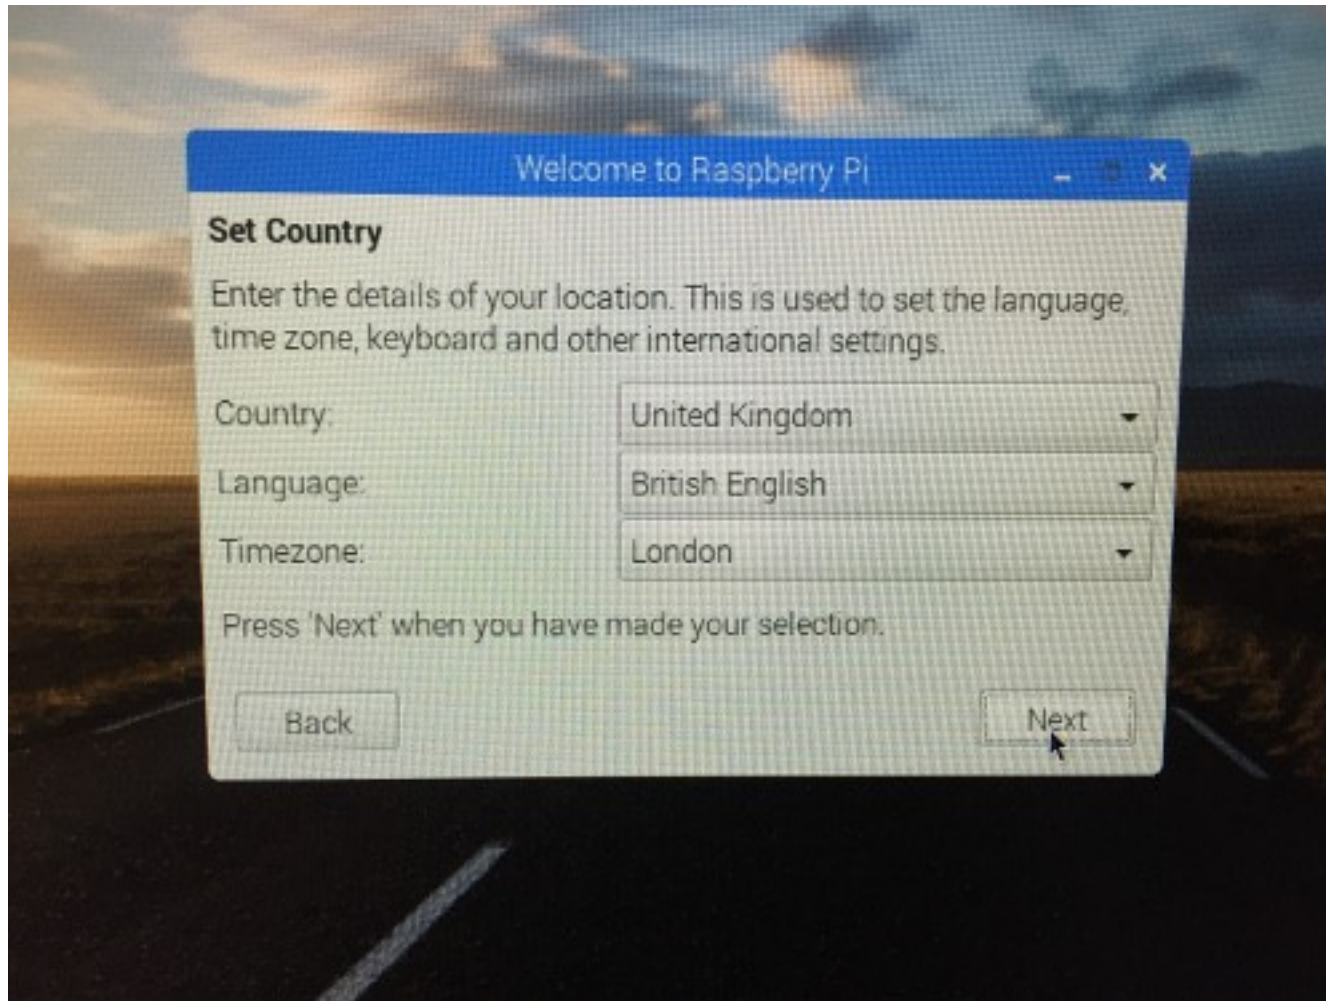 Welcome to Raspberry Pi
Set Country
Enter the details of your location. This is used to set the language,
time zone, keyboard and other international settings.
Country: United Kingdom
Language: British English
Timezone: London
Press 'Next' when you have made your selection.
Back Next